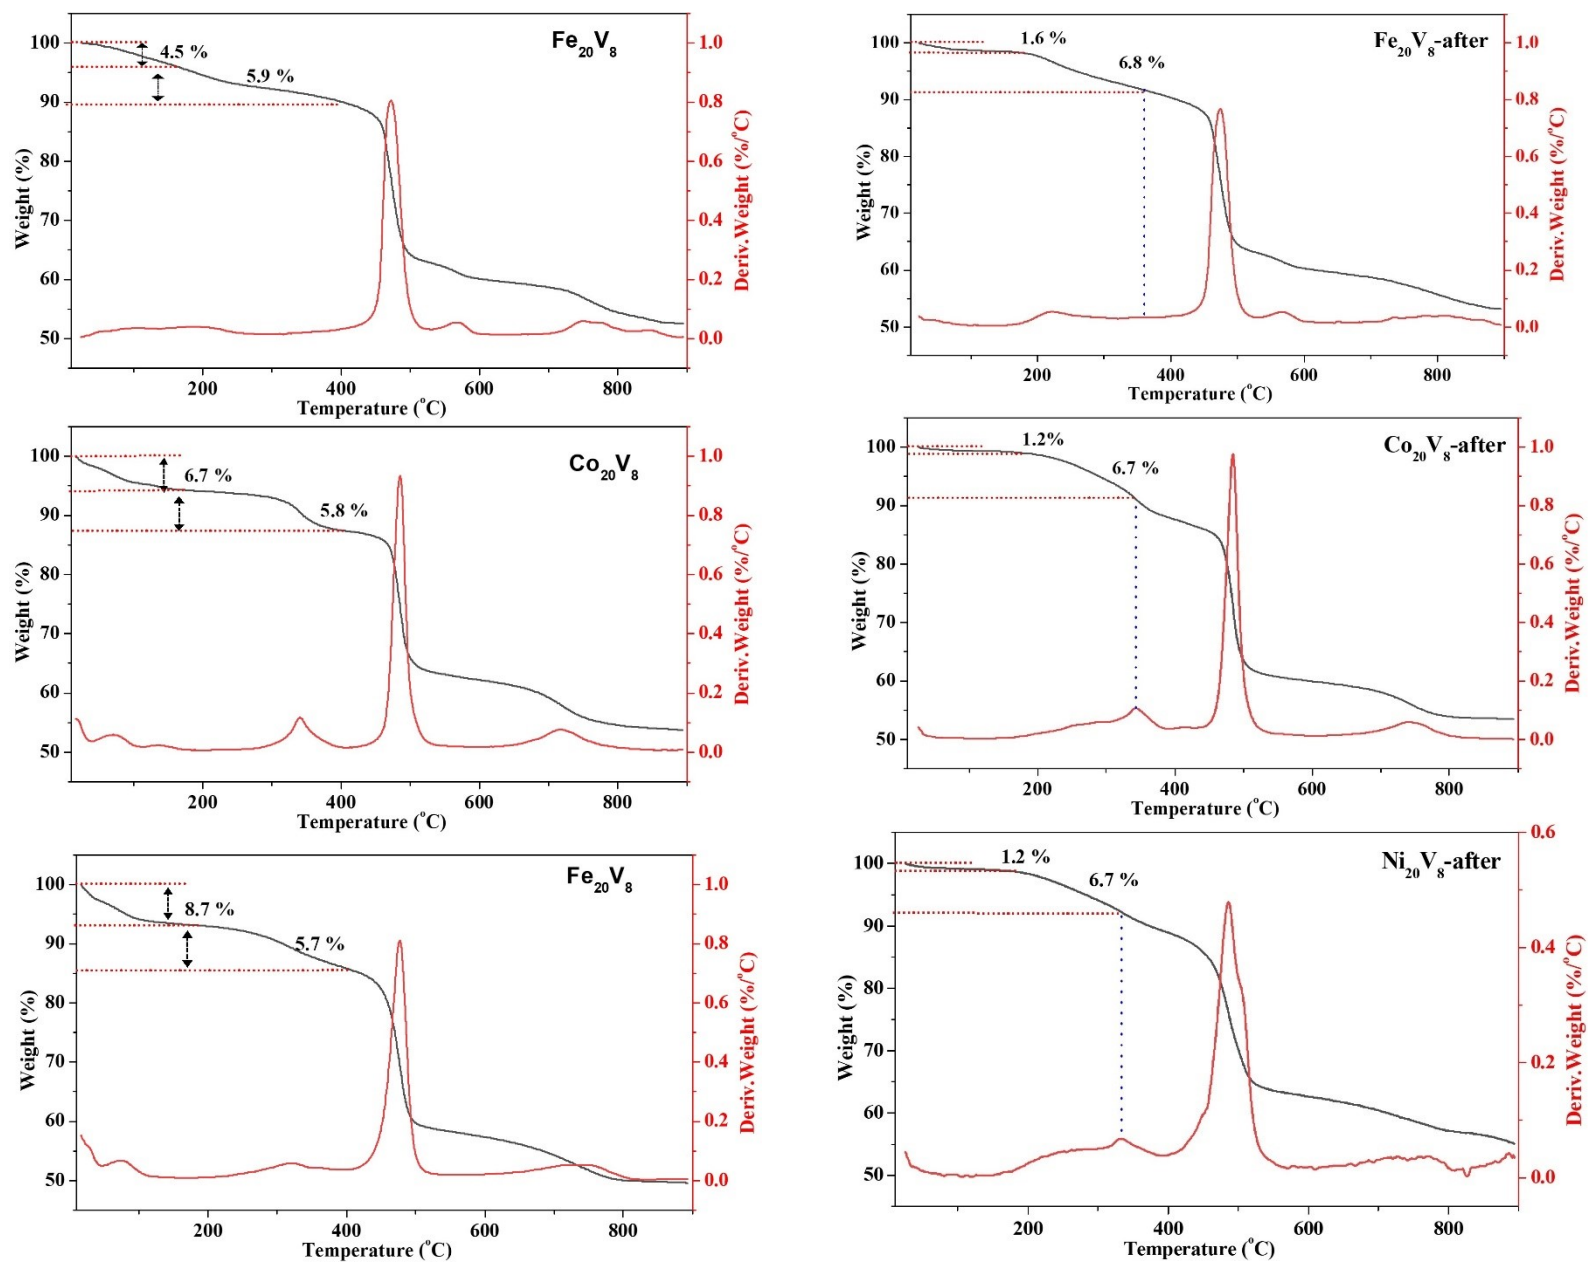 Fe20V8
4.5 %
5.9 %
100
90
80
70
60
50
Weight (%)
1.0
0.8
0.6
0.4
0.2
0.0
Deriv.Weight (%/°C)
200 400 600 800
Temperature (°C)
Fe20V8-after
1.6 %
6.8 %
100
90
80
70
60
50
Weight (%)
1.0
0.8
0.6
0.4
0.2
0.0
Deriv.Weight (%/°C)
200 400 600 800
Temperature (°C)
Co20V8
6.7 %
5.8 %
100
90
80
70
60
50
Weight (%)
1.0
0.8
0.6
0.4
0.2
0.0
Deriv.Weight (%/°C)
200 400 600 800
Temperature (°C)
Co20V8-after
1.2%
6.7 %
100
90
80
70
60
50
Weight (%)
1.0
0.8
0.6
0.4
0.2
0.0
Deriv.Weight (%/°C)
200 400 600 800
Temperature (°C)
Fe20V8
8.7 %
5.7 %
100
90
80
70
60
50
Weight (%)
1.0
0.8
0.6
0.4
0.2
0.0
Deriv.Weight (%/°C)
200 400 600 800
Temperature (°C)
Ni20V8-after
1.2 %
6.7 %
100
90
80
70
60
50
Weight (%)
0.6
0.4
0.2
0.0
Deriv.Weight (%/°C)
200 400 600 800
Temperature (°C)